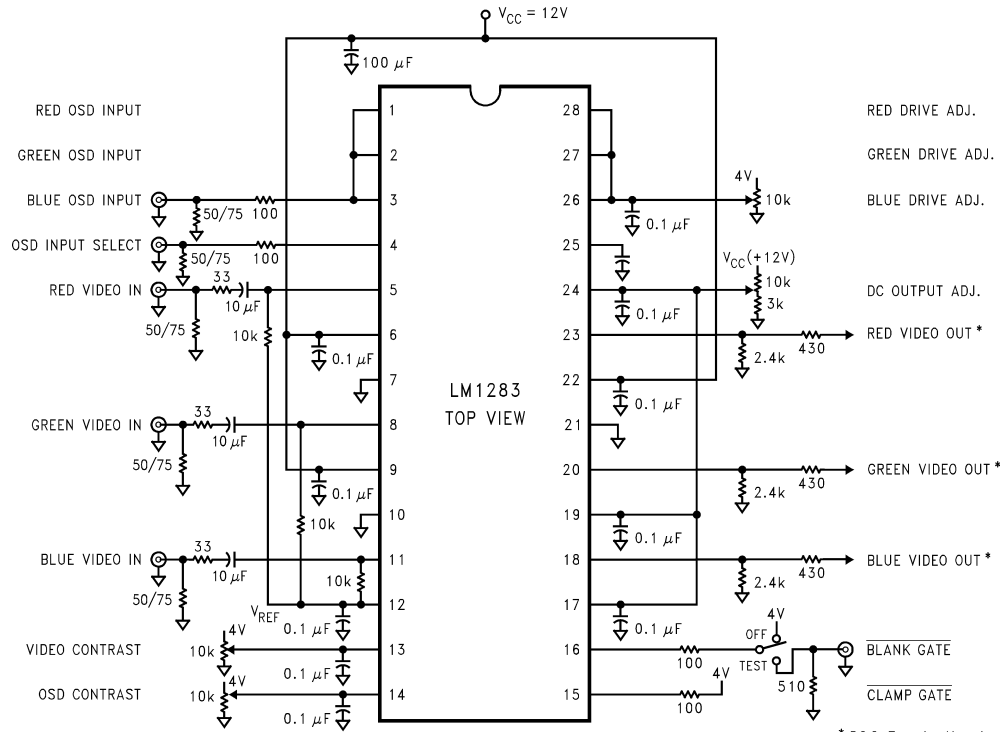 V_CC = 12V
100 μF
RED OSD INPUT
GREEN OSD INPUT
BLUE OSD INPUT
50/75
100
OSD INPUT SELECT
50/75
100
RED VIDEO IN
33
10 μF
50/75
10k
0.1 μF
GREEN VIDEO IN
33
10 μF
50/75
0.1 μF
10k
BLUE VIDEO IN
33
10 μF
50/75
10k
V_REF
0.1 μF
VIDEO CONTRAST
4V
10k
0.1 μF
OSD CONTRAST
4V
10k
0.1 μF
1
2
3
4
5
6
7
8
9
10
11
12
13
14
LM1283
TOP VIEW
28
27
26
25
24
23
22
21
20
19
18
17
16
15
RED DRIVE ADJ.
GREEN DRIVE ADJ.
4V
10k
BLUE DRIVE ADJ.
0.1 μF
V_CC(+12V)
10k
3k
DC OUTPUT ADJ.
0.1 μF
RED VIDEO OUT*
430
2.4k
0.1 μF
GREEN VIDEO OUT*
430
2.4k
0.1 μF
BLUE VIDEO OUT*
430
2.4k
0.1 μF
4V
OFF
TEST
100
BLANK GATE
510
4V
100
CLAMP GATE